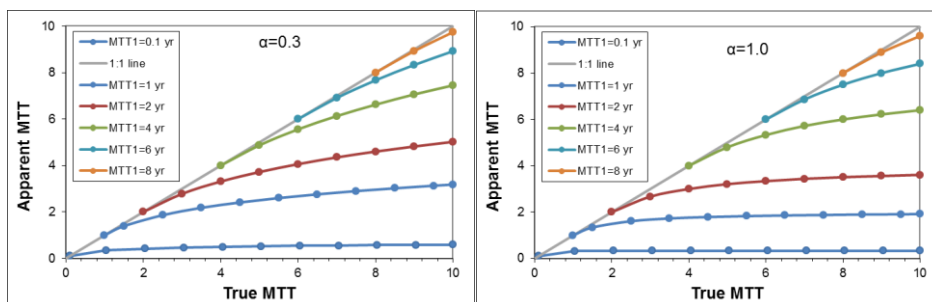 α=0.3
Apparent MTT
10
8
6
4
2
0
MTT1=0.1 yr
1:1 line
MTT1=1 yr
MTT1=2 yr
MTT1=4 yr
MTT1=6 yr
MTT1=8 yr
0 2 4 6 8 10
True MTT
α=1.0
Apparent MTT
10
8
6
4
2
0
MTT1=0.1 yr
1:1 line
MTT1=1 yr
MTT1=2 yr
MTT1=4 yr
MTT1=6 yr
MTT1=8 yr
0 2 4 6 8 10
True MTT